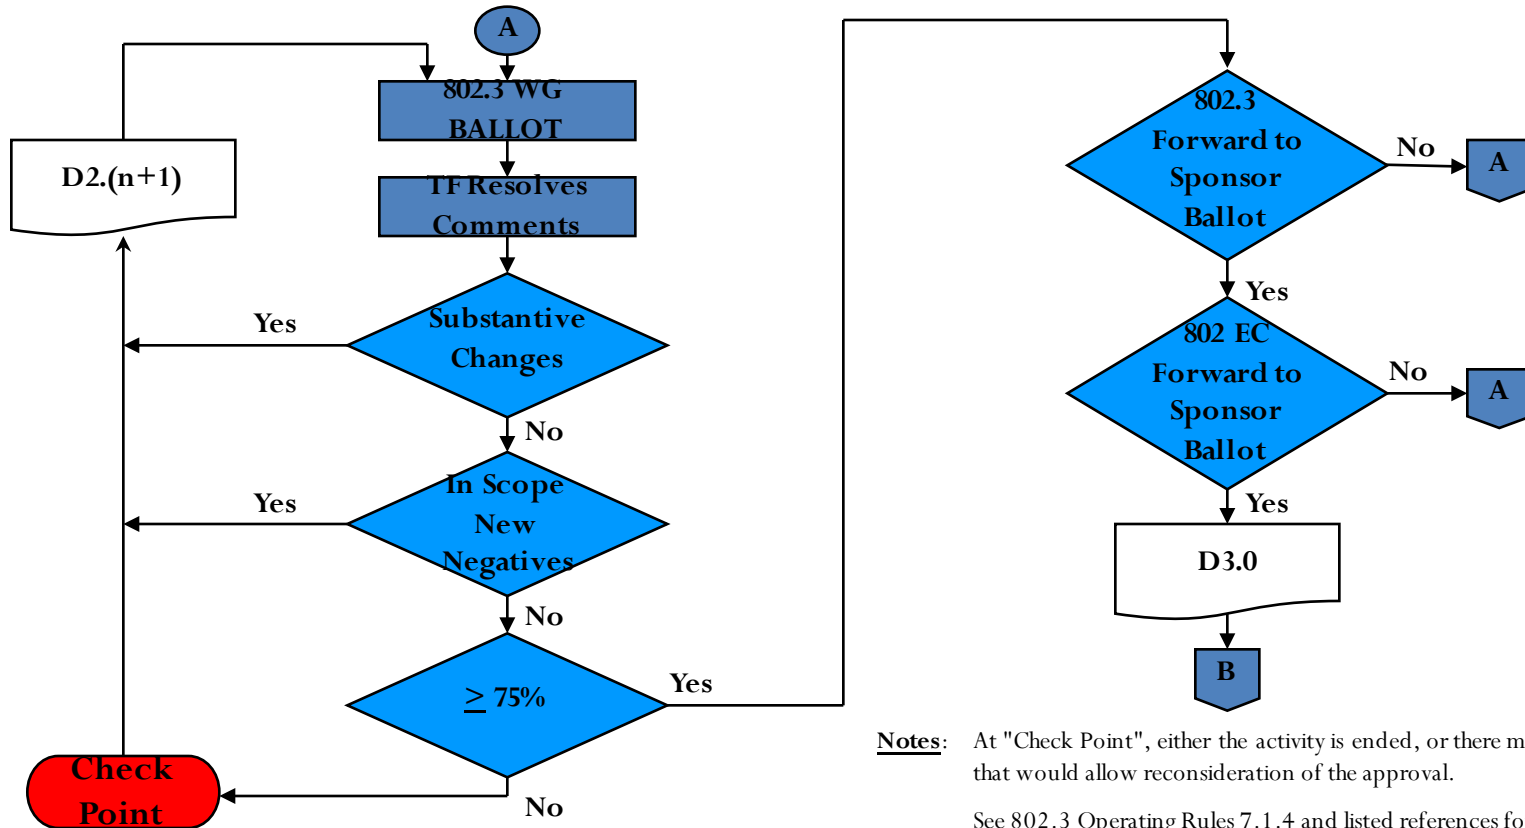 A
802.3 WG
BALLOT
TF Resolves
Comments
D2.(n+1)
Substantive
Changes
Yes
No
In Scope
New
Negatives
Yes
No
≥ 75%
Yes
No
Check
Point
802.3
Forward to
Sponsor
Ballot
No
A
Yes
802 EC
Forward to
Sponsor
Ballot
No
A
Yes
D3.0
B
Notes: At "Check Point", either the activity is ended, or there m
that would allow reconsideration of the approval.
See 802.3 Operating Rules 7.1.4 and listed references fo